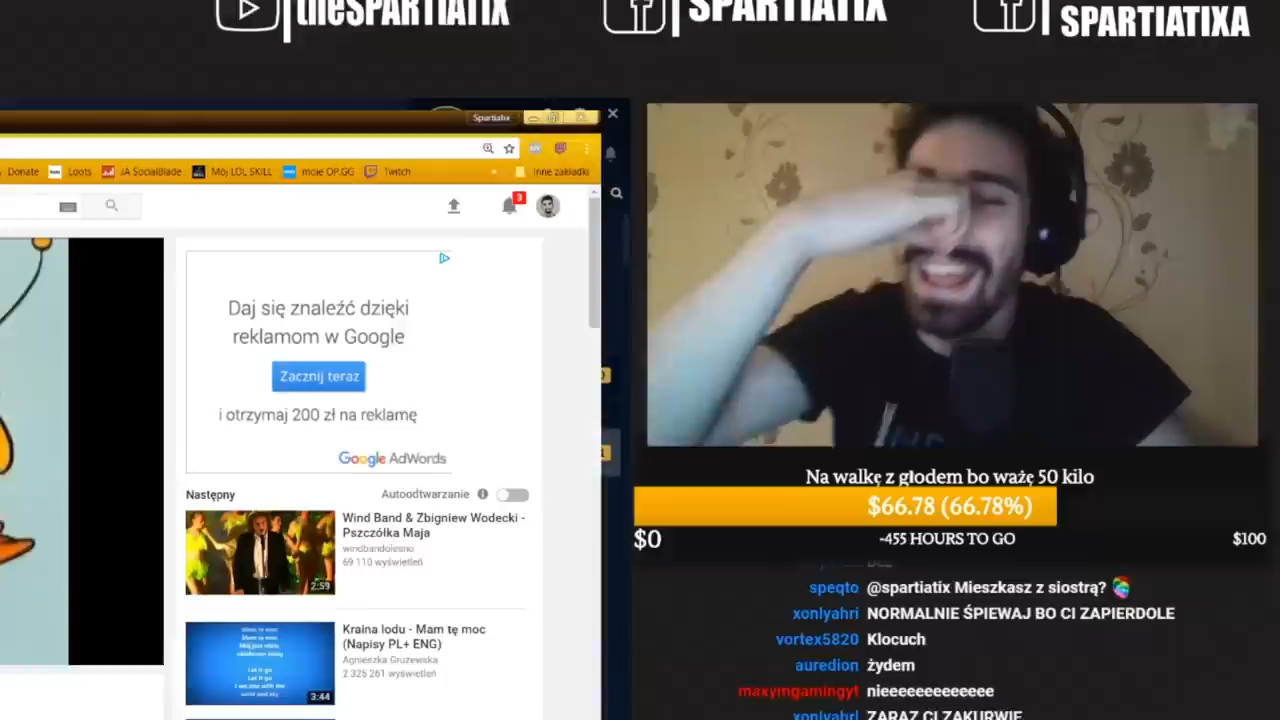 theSPARTIATIX
SPARTIATIX
SPARTIATIXA
Spartiatix
Donate
Loots
JA SocialBlade
Mój LOL SKILL
moje OP.GG
Twitch
Inne zakładki
3
Daj się znaleźć dzięki
reklamom w Google
Zacznij teraz
i otrzymaj 200 zł na reklamę
Google AdWords
Następny
Autoodtwarzanie
Wind Band & Zbigniew Wodecki -
Pszczółka Maja
windbandolesno
69 110 wyświetleń
2:59
Kraina lodu - Mam tę moc
(Napisy PL+ ENG)
Agnieszka Gruzewska
2 325 261 wyświetleń
3:44
Na walkę z głodem bo ważę 50 kilo
$66.78 (66.78%)
$0
-455 HOURS TO GO
$100
speqto @spartiatix Mieszkasz z siostrą?
xonlyahri NORMALNIE ŚPIEWAJ BO CI ZAPIERDOLE
vortex5820 Klocuch
auredion żydem
maxymgamingyt nieeeeeeeeeeeee
xonlyahri ZARAZ CI ZAKURWIE